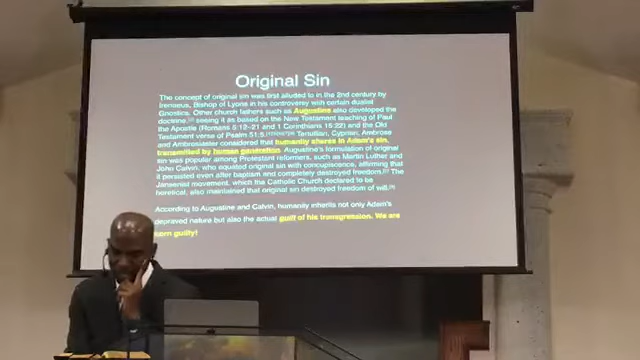 Original Sin
The concept of original sin was first alluded to in the 2nd century by
Irenaeus, Bishop of Lyons in his controversy with certain dualist
Gnostics. Other church fathers such as Augustine also developed the
doctrine, seeing it as based on the New Testament teaching of Paul
the Apostle (Romans 5:12–21 and 1 Corinthians 15:22) and the Old
Testament verse of Psalm 51:5. Tertullian, Cyprian, Ambrose
and Ambrosiaster considered that humanity shares in Adam's sin,
transmitted by human generation. Augustine's formulation of original
sin was popular among Protestant reformers, such as Martin Luther and
John Calvin, who equated original sin with concupiscence, affirming that
it persisted even after baptism and completely destroyed freedom. The
Jansenist movement, which the Catholic Church declared to be
heretical, also maintained that original sin destroyed freedom of will.
According to Augustine and Calvin, humanity inherits not only Adam's
depraved nature but also the actual guilt of his transgression. We are
born guilty!